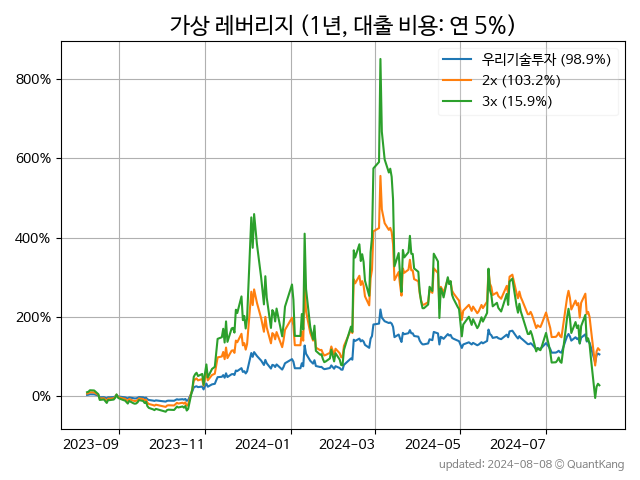 가상 레버리지 (1년, 대출 비용: 연 5%)
우리기술투자 (98.9%)
2x (103.2%)
3x (15.9%)
800%
600%
400%
200%
0%
2023-09 2023-11 2024-01 2024-03 2024-05 2024-07
updated: 2024-08-08 © QuantKang